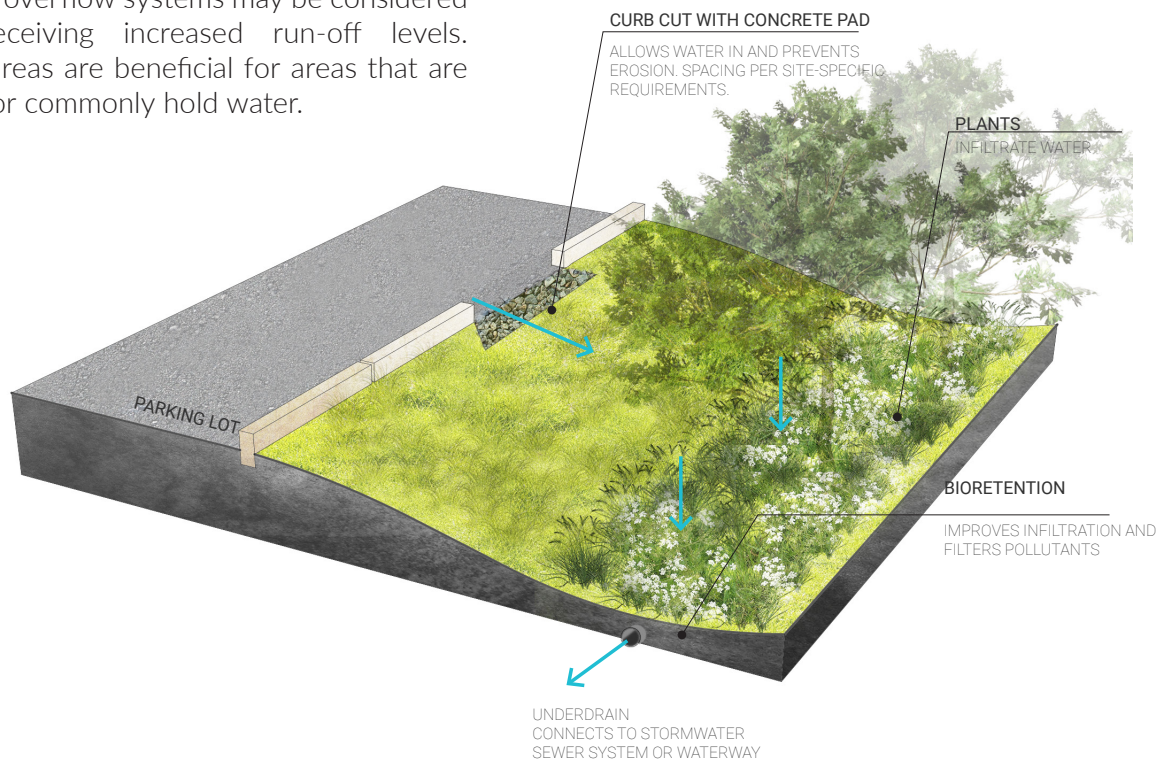 overflow systems may be considered
receiving increased run-off levels.
areas are beneficial for areas that are
or commonly hold water.
CURB CUT WITH CONCRETE PAD
ALLOWS WATER IN AND PREVENTS
EROSION. SPACING PER SITE-SPECIFIC
REQUIREMENTS.
PLANTS
INFILTRATE WATER
PARKING LOT
BIORETENTION
IMPROVES INFILTRATION AND
FILTERS POLLUTANTS
UNDERDRAIN
CONNECTS TO STORMWATER
SEWER SYSTEM OR WATERWAY